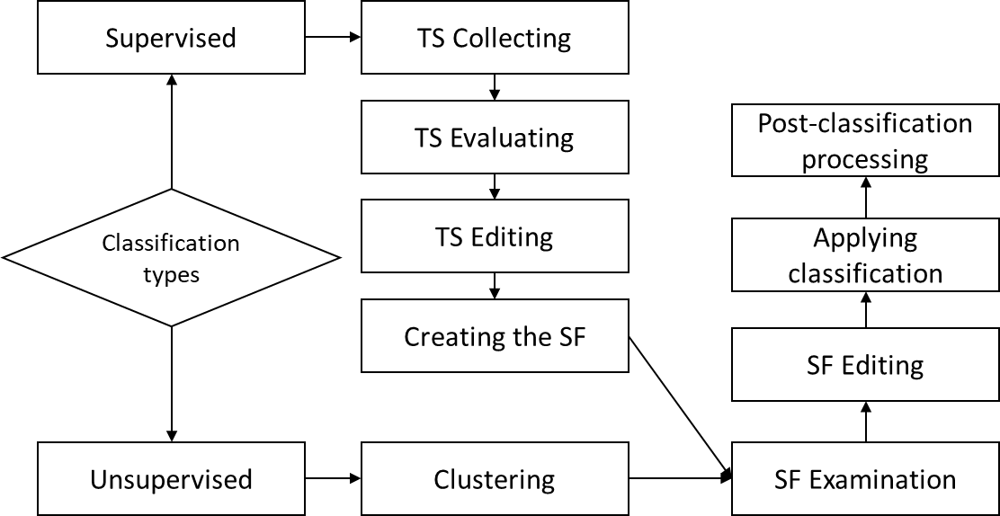 Supervised
TS Collecting
TS Evaluating
Post-classification
processing
TS Editing
Classification
types
Applying
classification
Creating the SF
SF Editing
Unsupervised
Clustering
SF Examination